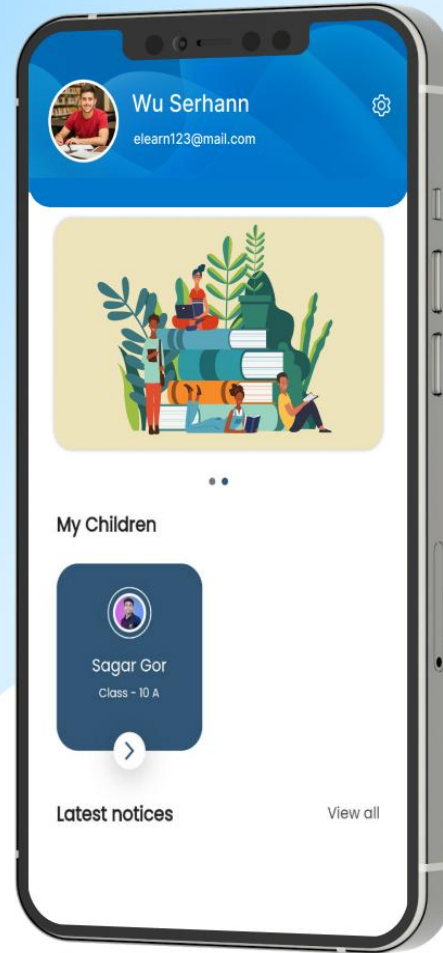 Wu Serhann
elearn123@mail.com
My Children
Sagar Gor
Class - 10 A
Latest notices
View all